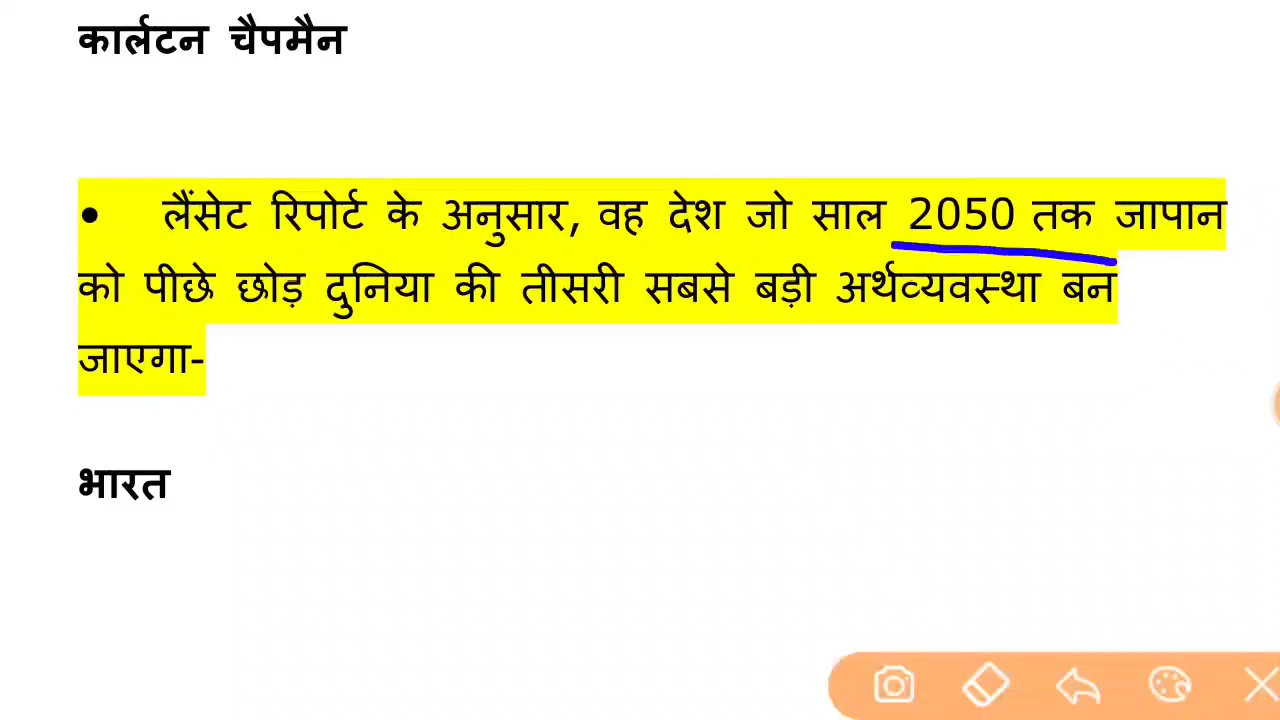 कार्लटन चैपमैन
• लैंसेट रिपोर्ट के अनुसार, वह देश जो साल 2050 तक जापान
को पीछे छोड़ दुनिया की तीसरी सबसे बड़ी अर्थव्यवस्था बन
जाएगा-
भारत